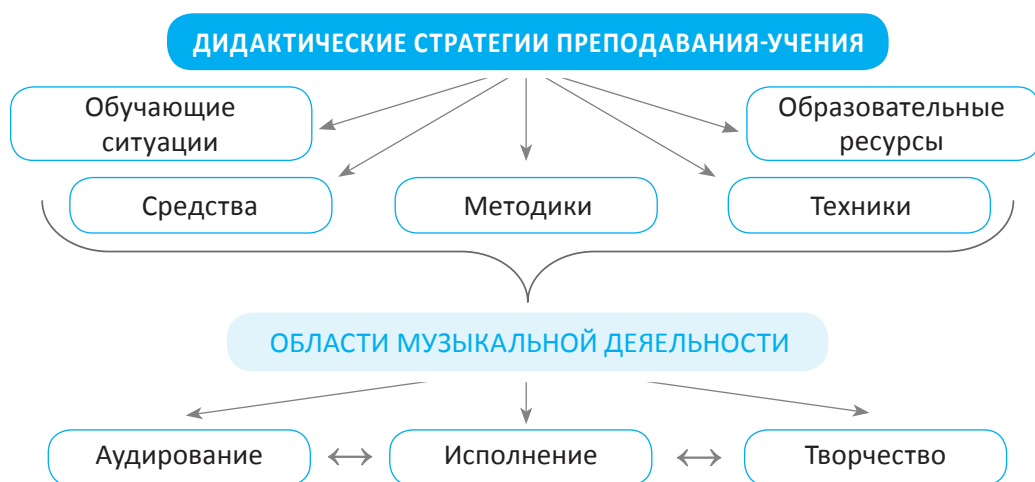 ДИДАКТИЧЕСКИЕ СТРАТЕГИИ ПРЕПОДАВАНИЯ-УЧЕНИЯ
Обучающие
ситуации
Образовательные
ресурсы
Средства
Методики
Техники
ОБЛАСТИ МУЗЫКАЛЬНОЙ ДЕЯЕЛЬНОСТИ
Аудирование
Исполнение
Творчество